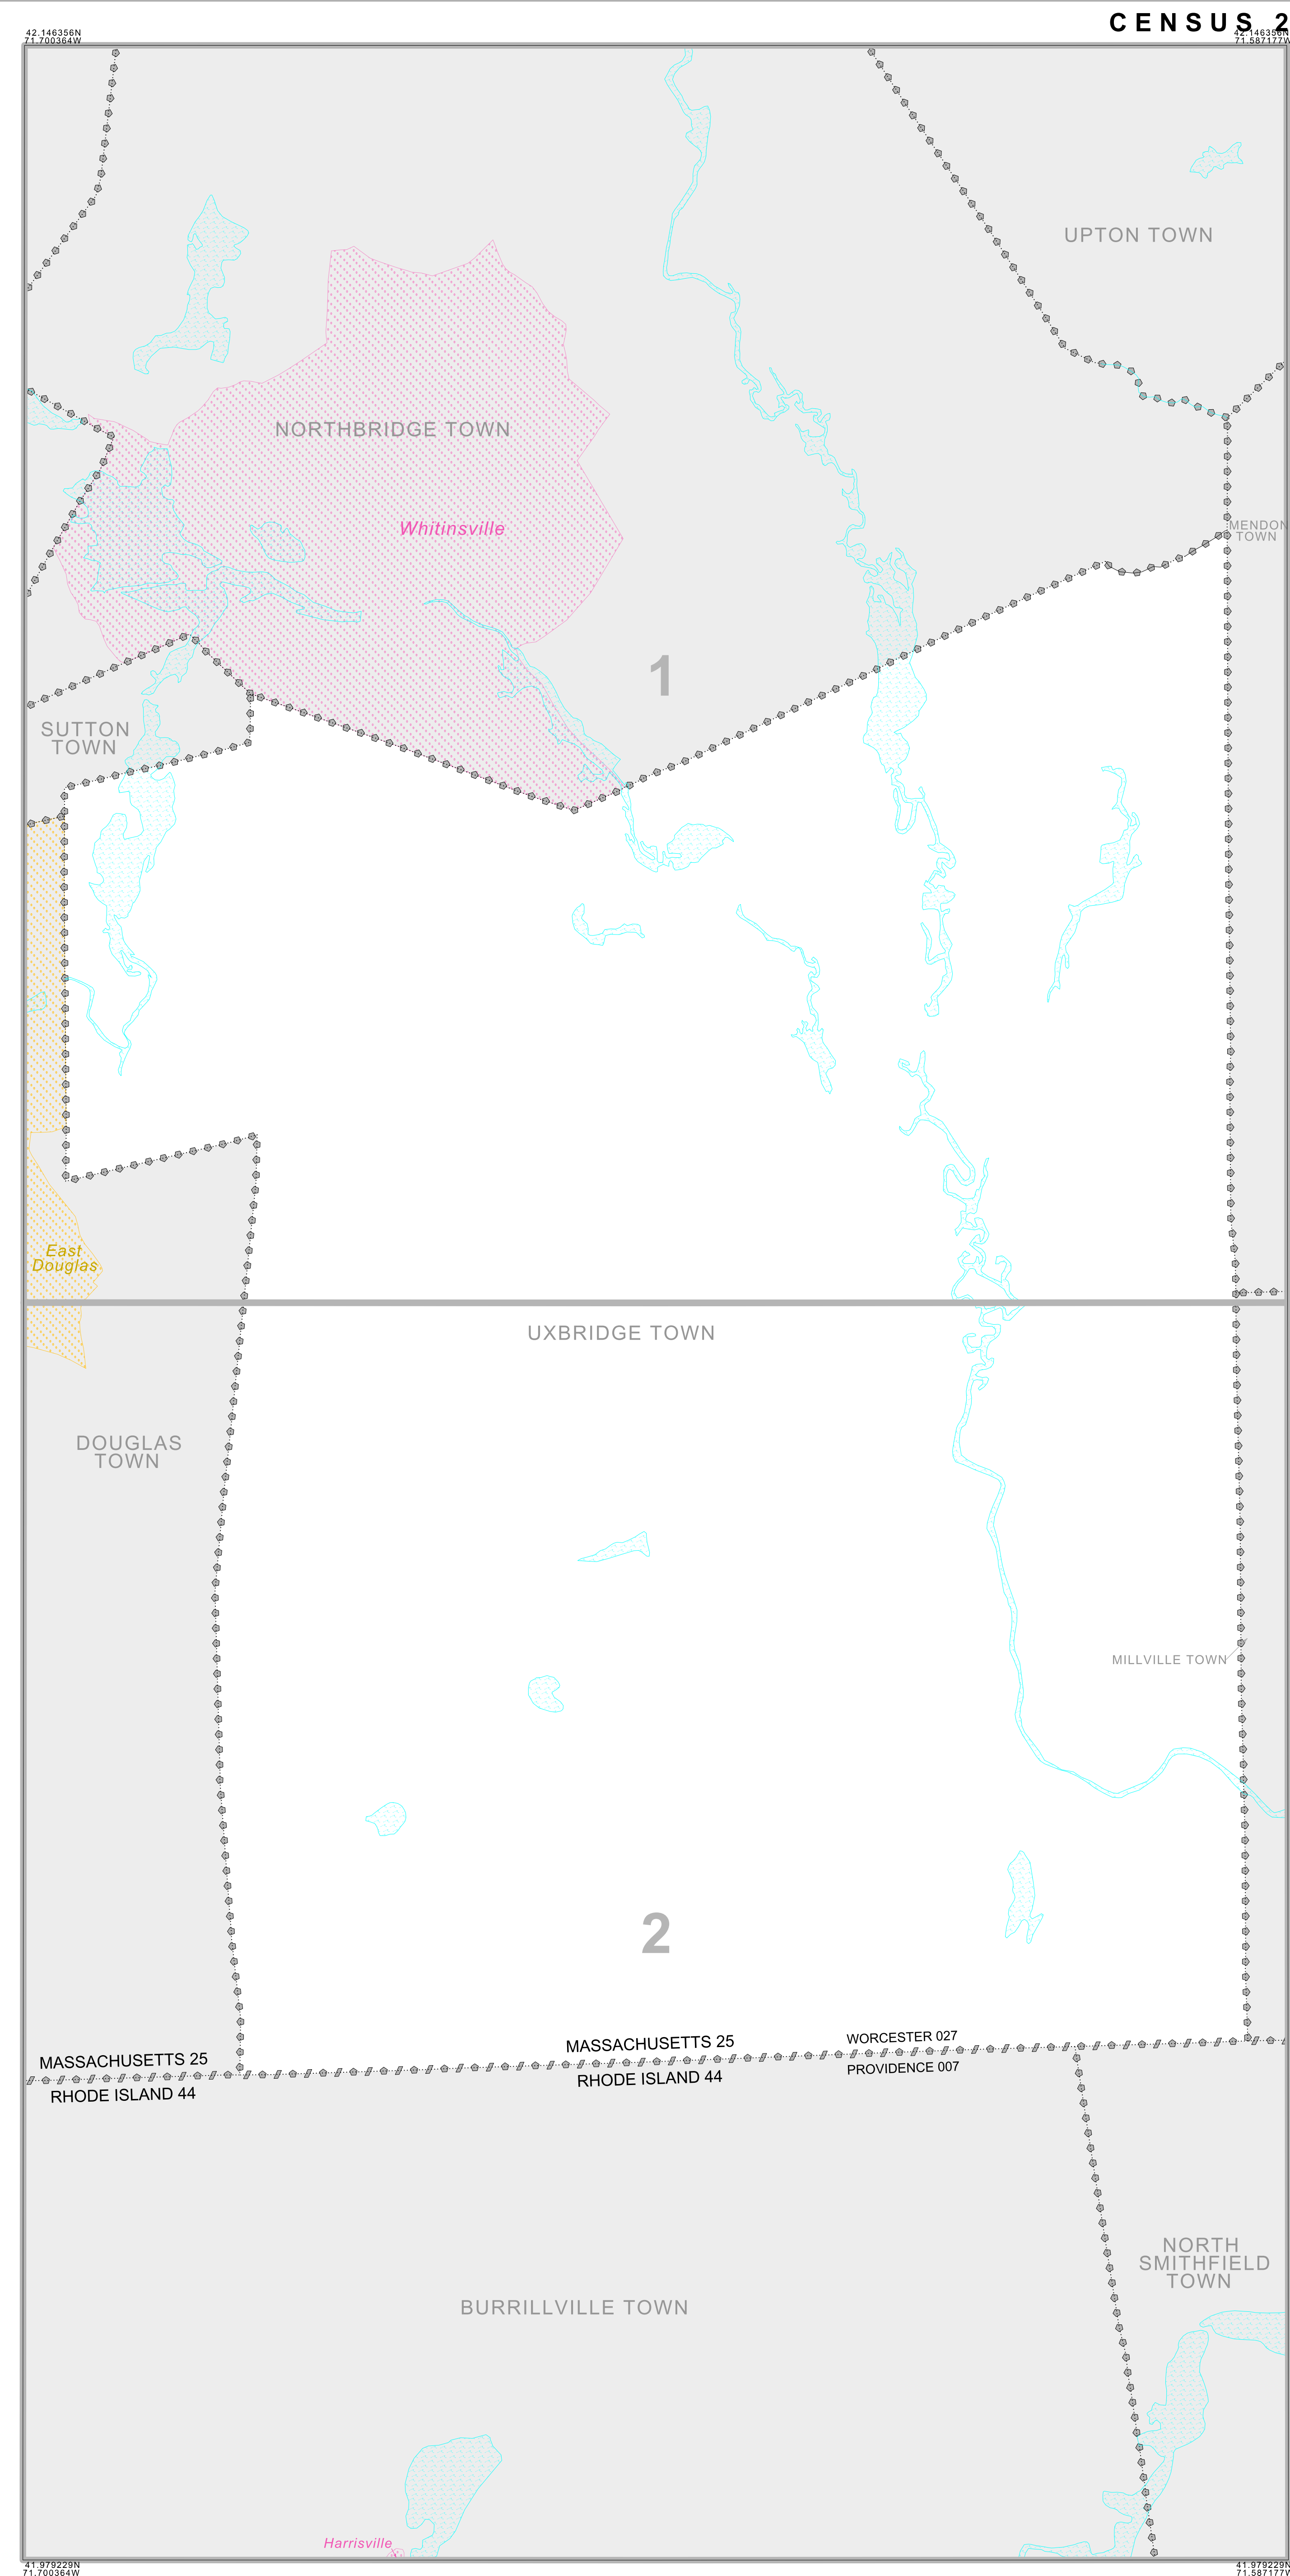 CENSUS 2
42.146356N
71.700364W
42.146356N
71.587177W
UPTON TOWN
NORTHBRIDGE TOWN
Whitinsville
MENDON
TOWN
1
SUTTON
TOWN
East
Douglas
UXBRIDGE TOWN
DOUGLAS
TOWN
MILLVILLE TOWN
2
MASSACHUSETTS 25
RHODE ISLAND 44
MASSACHUSETTS 25
RHODE ISLAND 44
WORCESTER 027
PROVIDENCE 007
NORTH
SMITHFIELD
TOWN
BURRILLVILLE TOWN
Harrisville
41.979229N
71.700364W
41.979229N
71.587177W